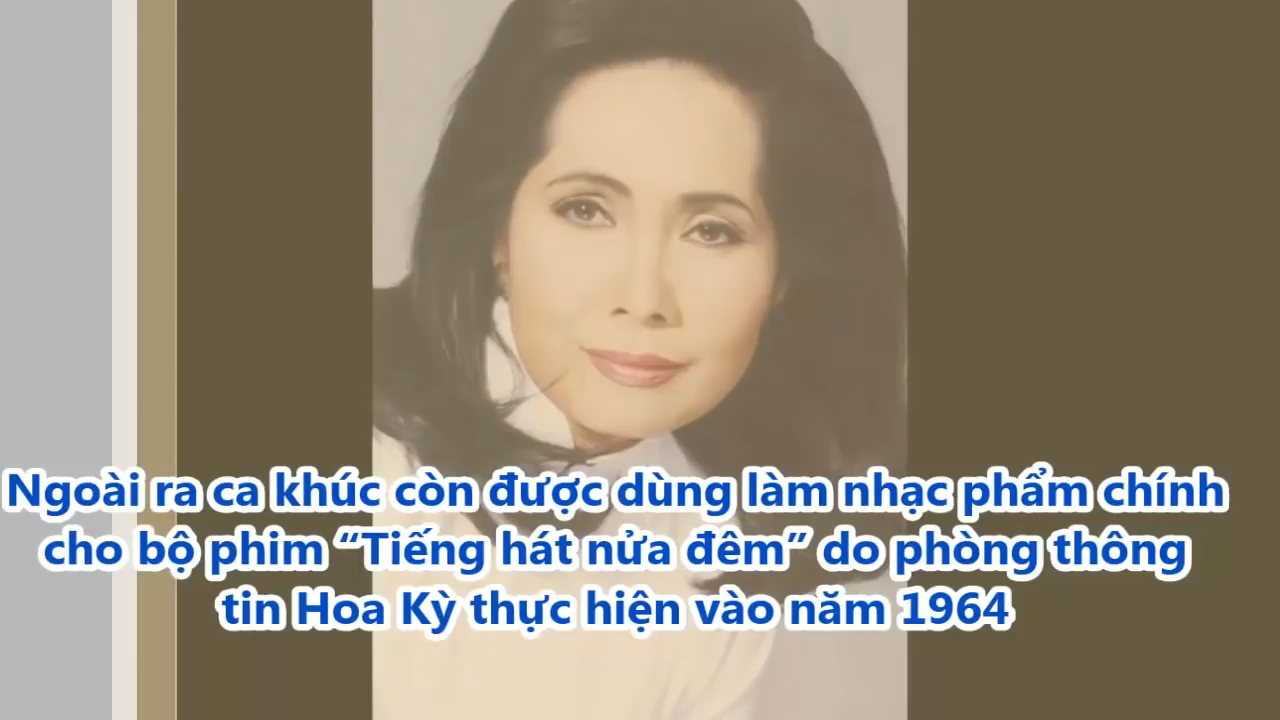 Ngoài ra ca khúc còn được dùng làm nhạc phẩm chính
cho bộ phim “Tiếng hát nửa đêm” do phòng thông
tin Hoa Kỳ thực hiện vào năm 1964